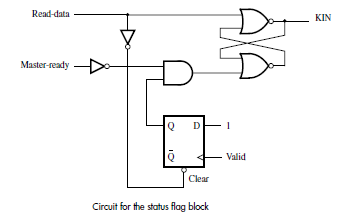 Read-data
KIN
Master-ready
Q D 1
Q̅ Valid
Clear
Circuit for the status flag block